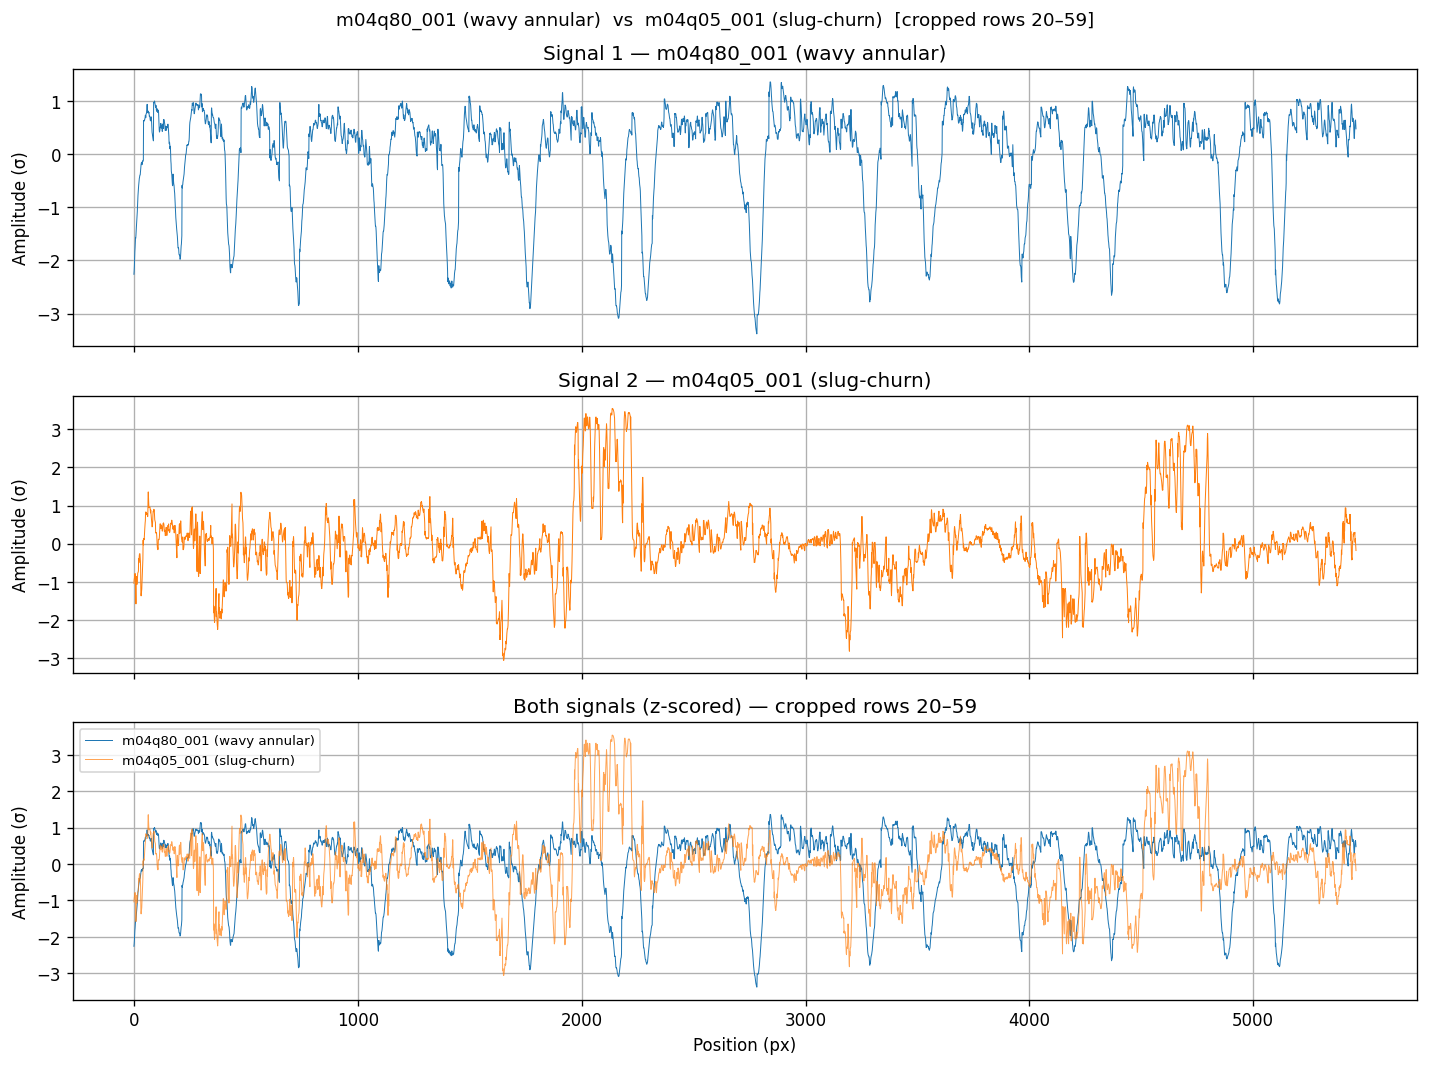 m04q80_001 (wavy annular)  vs  m04q05_001 (slug-churn)  [cropped rows 20–59]
Signal 1 — m04q80_001 (wavy annular)
Amplitude (σ)
1
0
−1
−2
−3
Signal 2 — m04q05_001 (slug-churn)
Amplitude (σ)
3
2
1
0
−1
−2
−3
Both signals (z-scored) — cropped rows 20–59
m04q80_001 (wavy annular)
m04q05_001 (slug-churn)
Amplitude (σ)
3
2
1
0
−1
−2
−3
0 1000 2000 3000 4000 5000
Position (px)